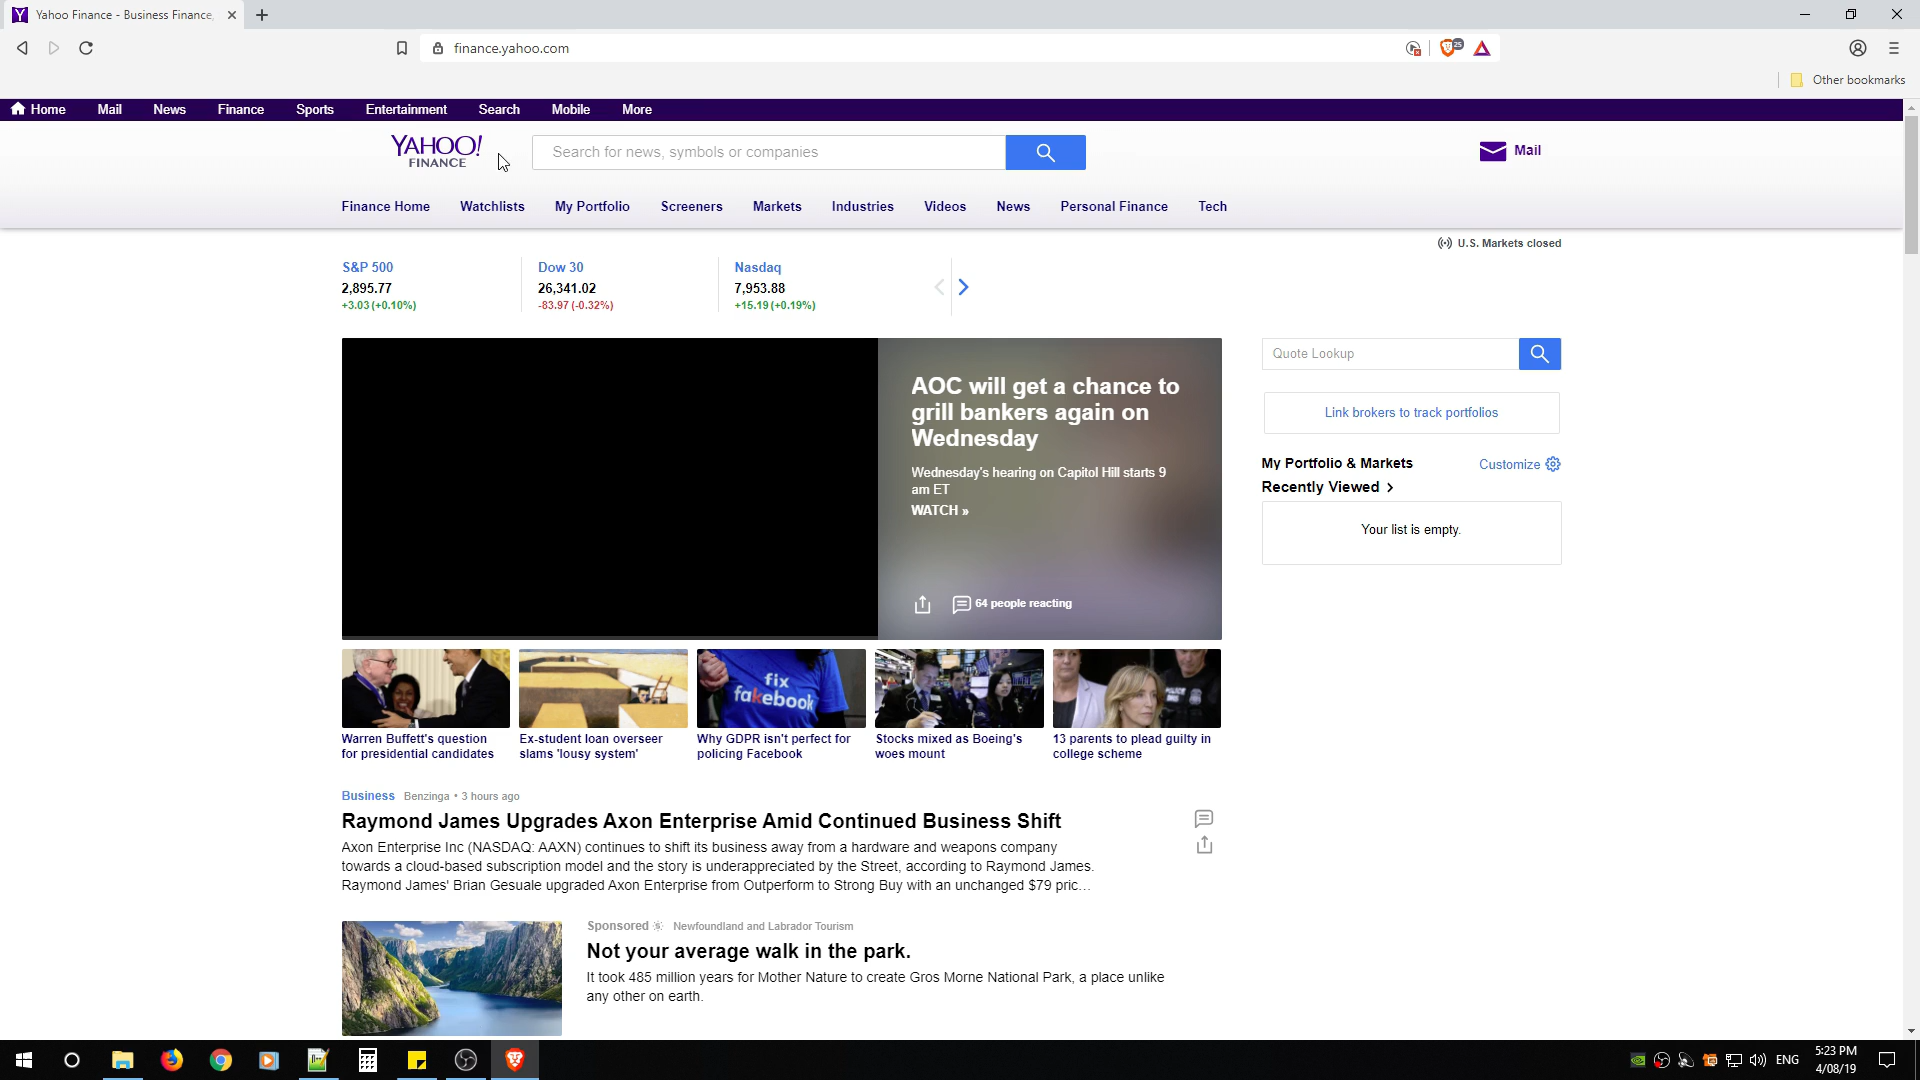 Yahoo Finance - Business Finance,
finance.yahoo.com
25
Other bookmarks
Home Mail News Finance Sports Entertainment Search Mobile More
YAHOO!
FINANCE
Search for news, symbols or companies
Mail
Finance Home Watchlists My Portfolio Screeners Markets Industries Videos News Personal Finance Tech
U.S. Markets closed
S&P 500
2,895.77
+3.03 (+0.10%)
Dow 30
26,341.02
-83.97 (-0.32%)
Nasdaq
7,953.88
+15.19 (+0.19%)
AOC will get a chance to
grill bankers again on
Wednesday
Wednesday's hearing on Capitol Hill starts 9
am ET
WATCH »
64 people reacting
Quote Lookup
Link brokers to track portfolios
My Portfolio & Markets
Customize
Recently Viewed >
Your list is empty.
fix
fakebook
Warren Buffett's question
for presidential candidates
Ex-student loan overseer
slams 'lousy system'
Why GDPR isn't perfect for
policing Facebook
Stocks mixed as Boeing's
woes mount
13 parents to plead guilty in
college scheme
Business Benzinga • 3 hours ago
Raymond James Upgrades Axon Enterprise Amid Continued Business Shift
Axon Enterprise Inc (NASDAQ: AAXN) continues to shift its business away from a hardware and weapons company
towards a cloud-based subscription model and the story is underappreciated by the Street, according to Raymond James.
Raymond James' Brian Gesuale upgraded Axon Enterprise from Outperform to Strong Buy with an unchanged $79 pric...
Sponsored Newfoundland and Labrador Tourism
Not your average walk in the park.
It took 485 million years for Mother Nature to create Gros Morne National Park, a place unlike
any other on earth.
ENG
5:23 PM
4/08/19